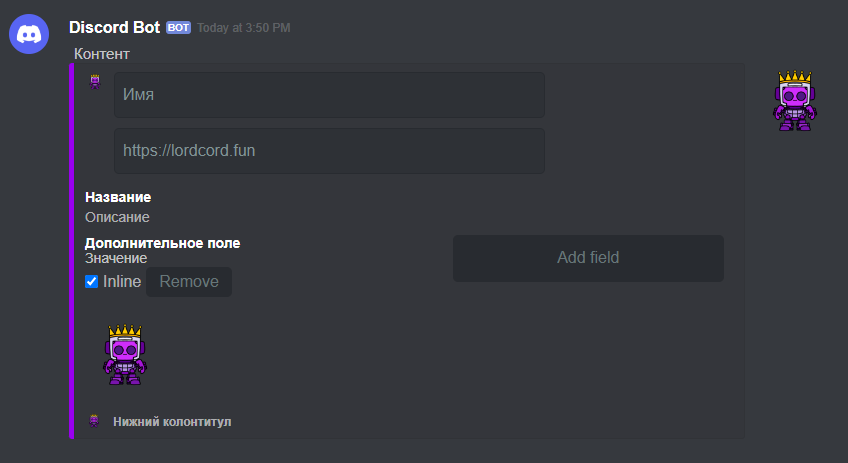 Discord Bot BOT Today at 3:50 PM
Контент
Имя
https://lordcord.fun
Название
Описание
Дополнительное поле
Значение
Add field
Inline Remove
Нижний колонтитул